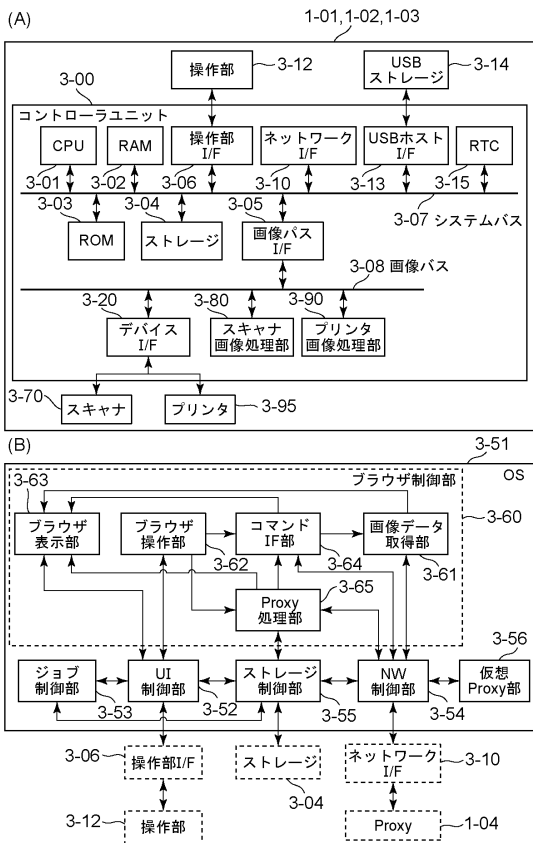 (A)
1-01,1-02,1-03
操作部
3-12
USB
ストレージ
3-14
3-00
コントローラユニット
CPU
RAM
操作部
I/F
ネットワーク
I/F
USBホスト
I/F
RTC
3-01
3-02
3-06
3-10
3-13
3-15
3-03
3-04
3-05
3-07 システムバス
ROM
ストレージ
画像バス
I/F
3-08 画像バス
3-20
3-80
3-90
デバイス
I/F
スキャナ
画像処理部
プリンタ
画像処理部
3-70
スキャナ
プリンタ
3-95
(B)
3-51
OS
3-63
ブラウザ制御部
3-60
ブラウザ
表示部
ブラウザ
操作部
コマンド
IF部
画像データ
取得部
3-62
3-64
3-61
3-65
Proxy
処理部
3-56
ジョブ
制御部
UI
制御部
ストレージ
制御部
NW
制御部
仮想
Proxy部
3-53
3-52
3-55
3-54
3-06
操作部I/F
ストレージ
3-04
ネットワーク
I/F
3-10
3-12
操作部
Proxy
1-04